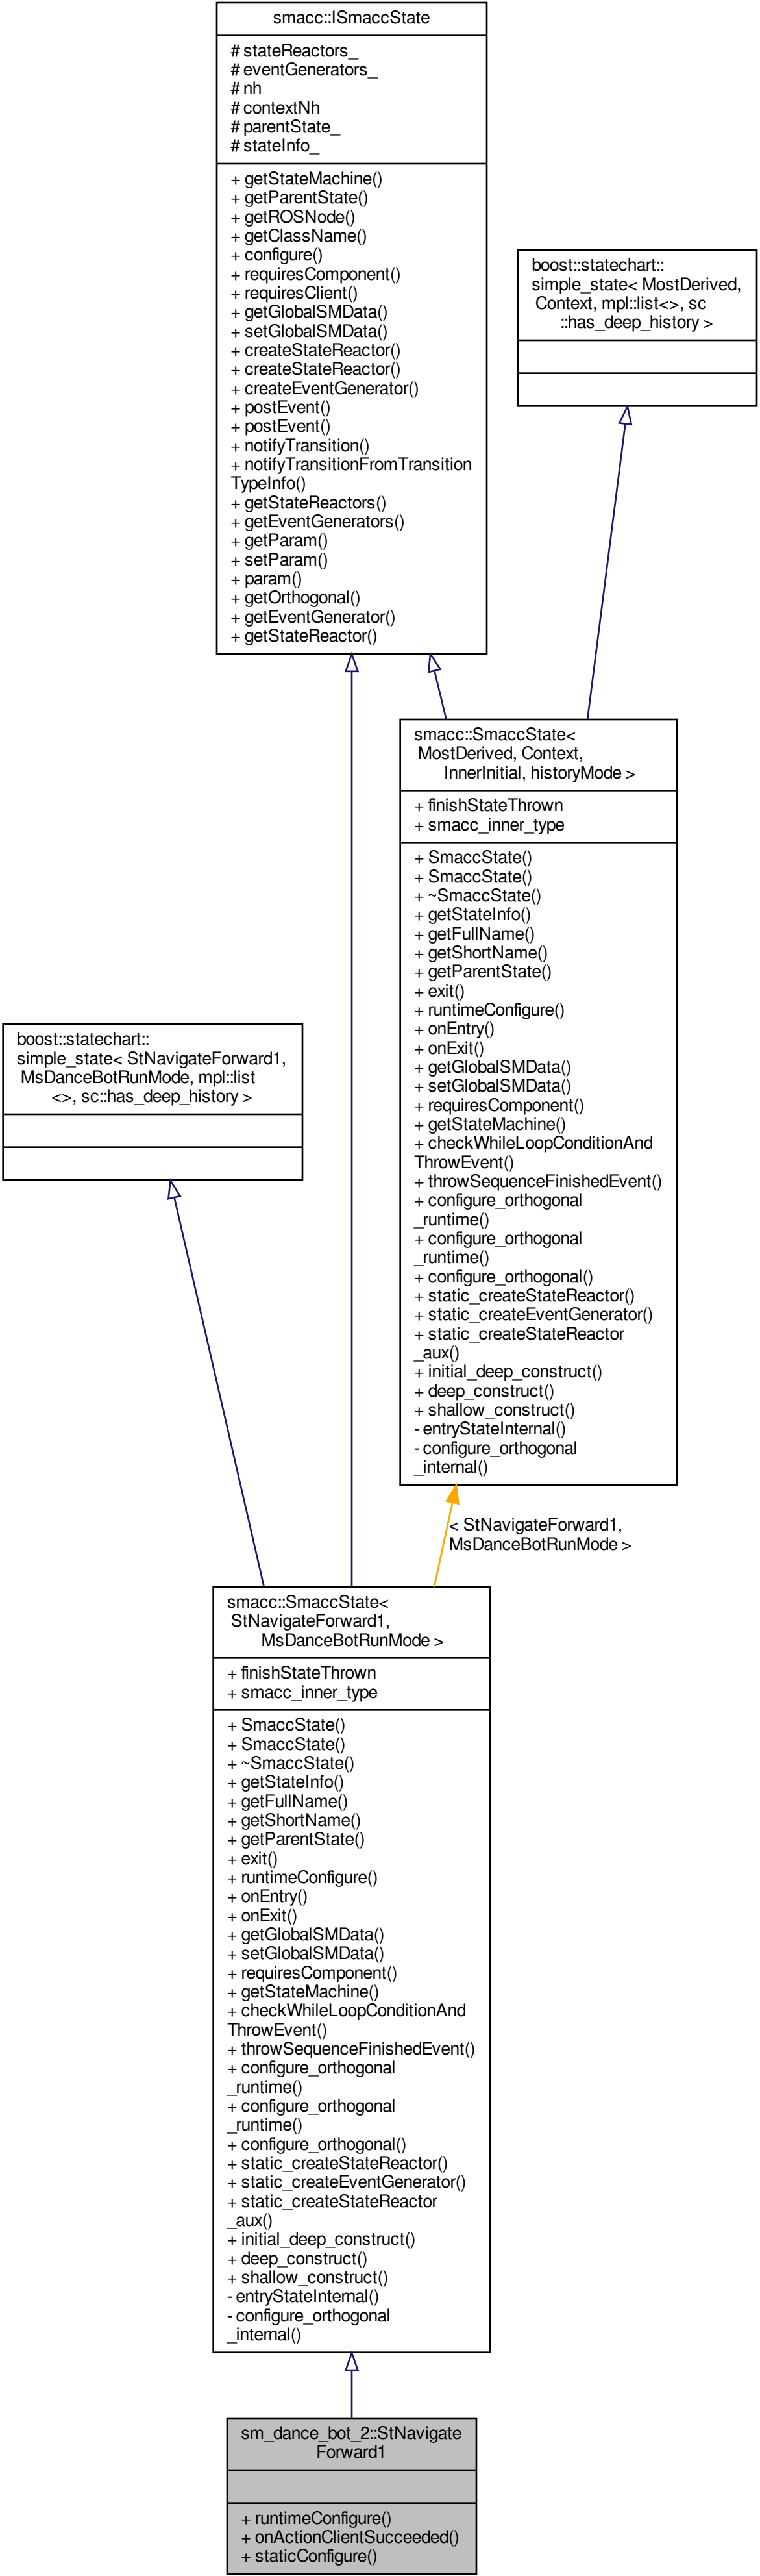 smacc::ISmaccState
# stateReactors_
# eventGenerators_
# nh
# contextNh
# parentState_
# stateInfo_
+ getStateMachine()
+ getParentState()
+ getROSNode()
+ getClassName()
+ configure()
+ requiresComponent()
+ requiresClient()
+ getGlobalSMData()
+ setGlobalSMData()
+ createStateReactor()
+ createStateReactor()
+ createEventGenerator()
+ postEvent()
+ postEvent()
+ notifyTransition()
+ notifyTransitionFromTransition
TypeInfo()
+ getStateReactors()
+ getEventGenerators()
+ getParam()
+ setParam()
+ param()
+ getOrthogonal()
+ getEventGenerator()
+ getStateReactor()
boost::statechart::
simple_state< MostDerived,
Context, mpl::list<>, sc
::has_deep_history >
smacc::SmaccState<
MostDerived, Context,
InnerInitial, historyMode >
+ finishStateThrown
+ smacc_inner_type
+ SmaccState()
+ SmaccState()
+ ~SmaccState()
+ getStateInfo()
+ getFullName()
+ getShortName()
+ getParentState()
+ exit()
+ runtimeConfigure()
+ onEntry()
+ onExit()
+ getGlobalSMData()
+ setGlobalSMData()
+ requiresComponent()
+ getStateMachine()
+ checkWhileLoopConditionAnd
ThrowEvent()
+ throwSequenceFinishedEvent()
+ configure_orthogonal
_runtime()
+ configure_orthogonal
_runtime()
+ configure_orthogonal()
+ static_createStateReactor()
+ static_createEventGenerator()
+ static_createStateReactor
_aux()
+ initial_deep_construct()
+ deep_construct()
+ shallow_construct()
- entryStateInternal()
- configure_orthogonal
_internal()
boost::statechart::
simple_state< StNavigateForward1,
MsDanceBotRunMode, mpl::list
<>, sc::has_deep_history >
< StNavigateForward1,
MsDanceBotRunMode >
smacc::SmaccState<
StNavigateForward1,
MsDanceBotRunMode >
+ finishStateThrown
+ smacc_inner_type
+ SmaccState()
+ SmaccState()
+ ~SmaccState()
+ getStateInfo()
+ getFullName()
+ getShortName()
+ getParentState()
+ exit()
+ runtimeConfigure()
+ onEntry()
+ onExit()
+ getGlobalSMData()
+ setGlobalSMData()
+ requiresComponent()
+ getStateMachine()
+ checkWhileLoopConditionAnd
ThrowEvent()
+ throwSequenceFinishedEvent()
+ configure_orthogonal
_runtime()
+ configure_orthogonal
_runtime()
+ configure_orthogonal()
+ static_createStateReactor()
+ static_createEventGenerator()
+ static_createStateReactor
_aux()
+ initial_deep_construct()
+ deep_construct()
+ shallow_construct()
- entryStateInternal()
- configure_orthogonal
_internal()
sm_dance_bot_2::StNavigate
Forward1
+ runtimeConfigure()
+ onActionClientSucceeded()
+ staticConfigure()